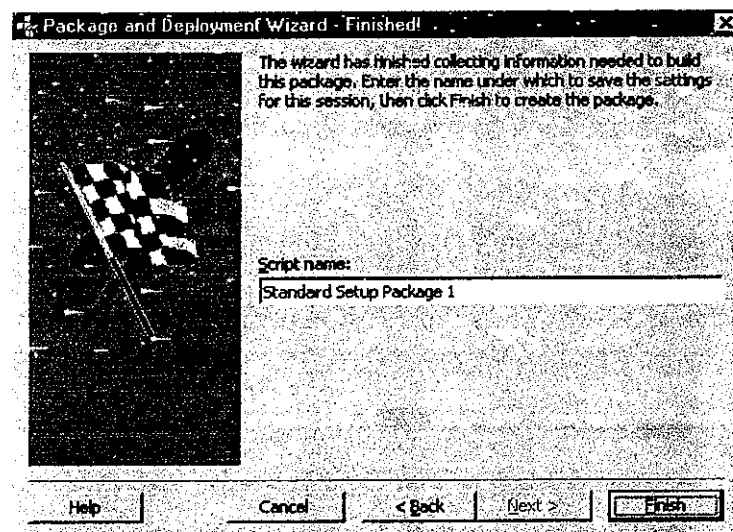 Package and Deployment Wizard - Finished!
The wizard has finished collecting information needed to build
this package. Enter the name under which to save the settings
for this session, then click Finish to create the package.
Script name:
Standard Setup Package 1
Help
Cancel
< Back
Next >
Finish